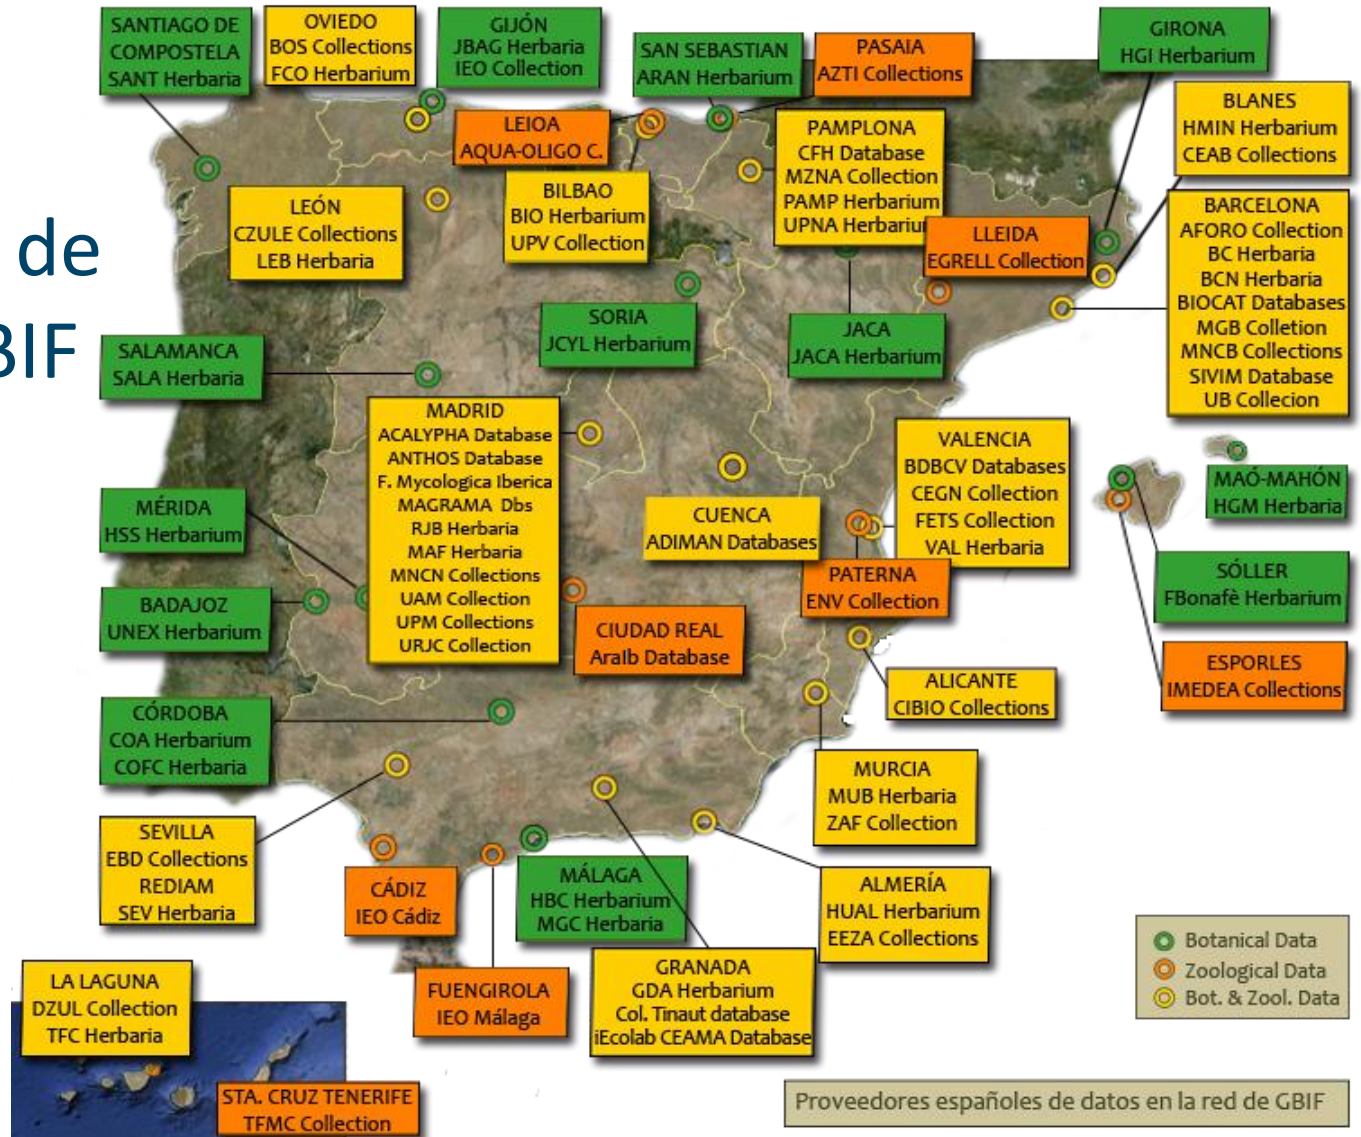 de
BIF
SANTIAGO DE
COMPOSTELA
SANT Herbaria
OVIEDO
BOS Collections
FCO Herbarium
GIJÓN
JBAG Herbaria
IEO Collection
SAN SEBASTIAN
ARAN Herbarium
PASAIA
AZTI Collections
GIRONA
HGI Herbarium
BLANES
HMIN Herbarium
CEAB Collections
LEIOA
AQUA-OLIGO C.
PAMPLONA
CFH Database
MZNA Collection
PAMP Herbarium
UPNA Herbarium
LEÓN
CZULE Collections
LEB Herbaria
BILBAO
BIO Herbarium
UPV Collection
LLEIDA
EGRELL Collection
BARCELONA
AFORO Collection
BC Herbaria
BCN Herbaria
BIOCAT Databases
MGB Colletion
MNCB Collections
SIVIM Database
UB Collecion
SORIA
JCYL Herbarium
JACA
JACA Herbarium
SALAMANCA
SALA Herbaria
MADRID
ACALYPHA Database
ANTHOS Database
F. Mycologica Iberica
MAGRAMA Dbs
RJB Herbaria
MAF Herbaria
MNCN Collections
UAM Collection
UPM Collections
URJC Collection
VALENCIA
BDBCV Databases
CEGN Collection
FETS Collection
VAL Herbaria
MAÓ-MAHÓN
HGM Herbaria
MÉRIDA
HSS Herbarium
CUENCA
ADIMAN Databases
PATERNA
ENV Collection
SÓLLER
FBonafè Herbarium
BADAJOZ
UNEX Herbarium
CIUDAD REAL
AraIb Database
ESPORLES
IMEDEA Collections
ALICANTE
CIBIO Collections
CÓRDOBA
COA Herbarium
COFC Herbaria
MURCIA
MUB Herbaria
ZAF Collection
SEVILLA
EBD Collections
REDIAM
SEV Herbaria
CÁDIZ
IEO Cádiz
MÁLAGA
HBC Herbarium
MGC Herbaria
ALMERÍA
HUAL Herbarium
EEZA Collections
FUENGIROLA
IEO Málaga
GRANADA
GDA Herbarium
Col. Tinaut database
iEcolab CEAMA Database
LA LAGUNA
DZUL Collection
TFC Herbaria
STA. CRUZ TENERIFE
TFMC Collection
Botanical Data
Zoological Data
Bot. & Zool. Data
Proveedores españoles de datos en la red de GBIF